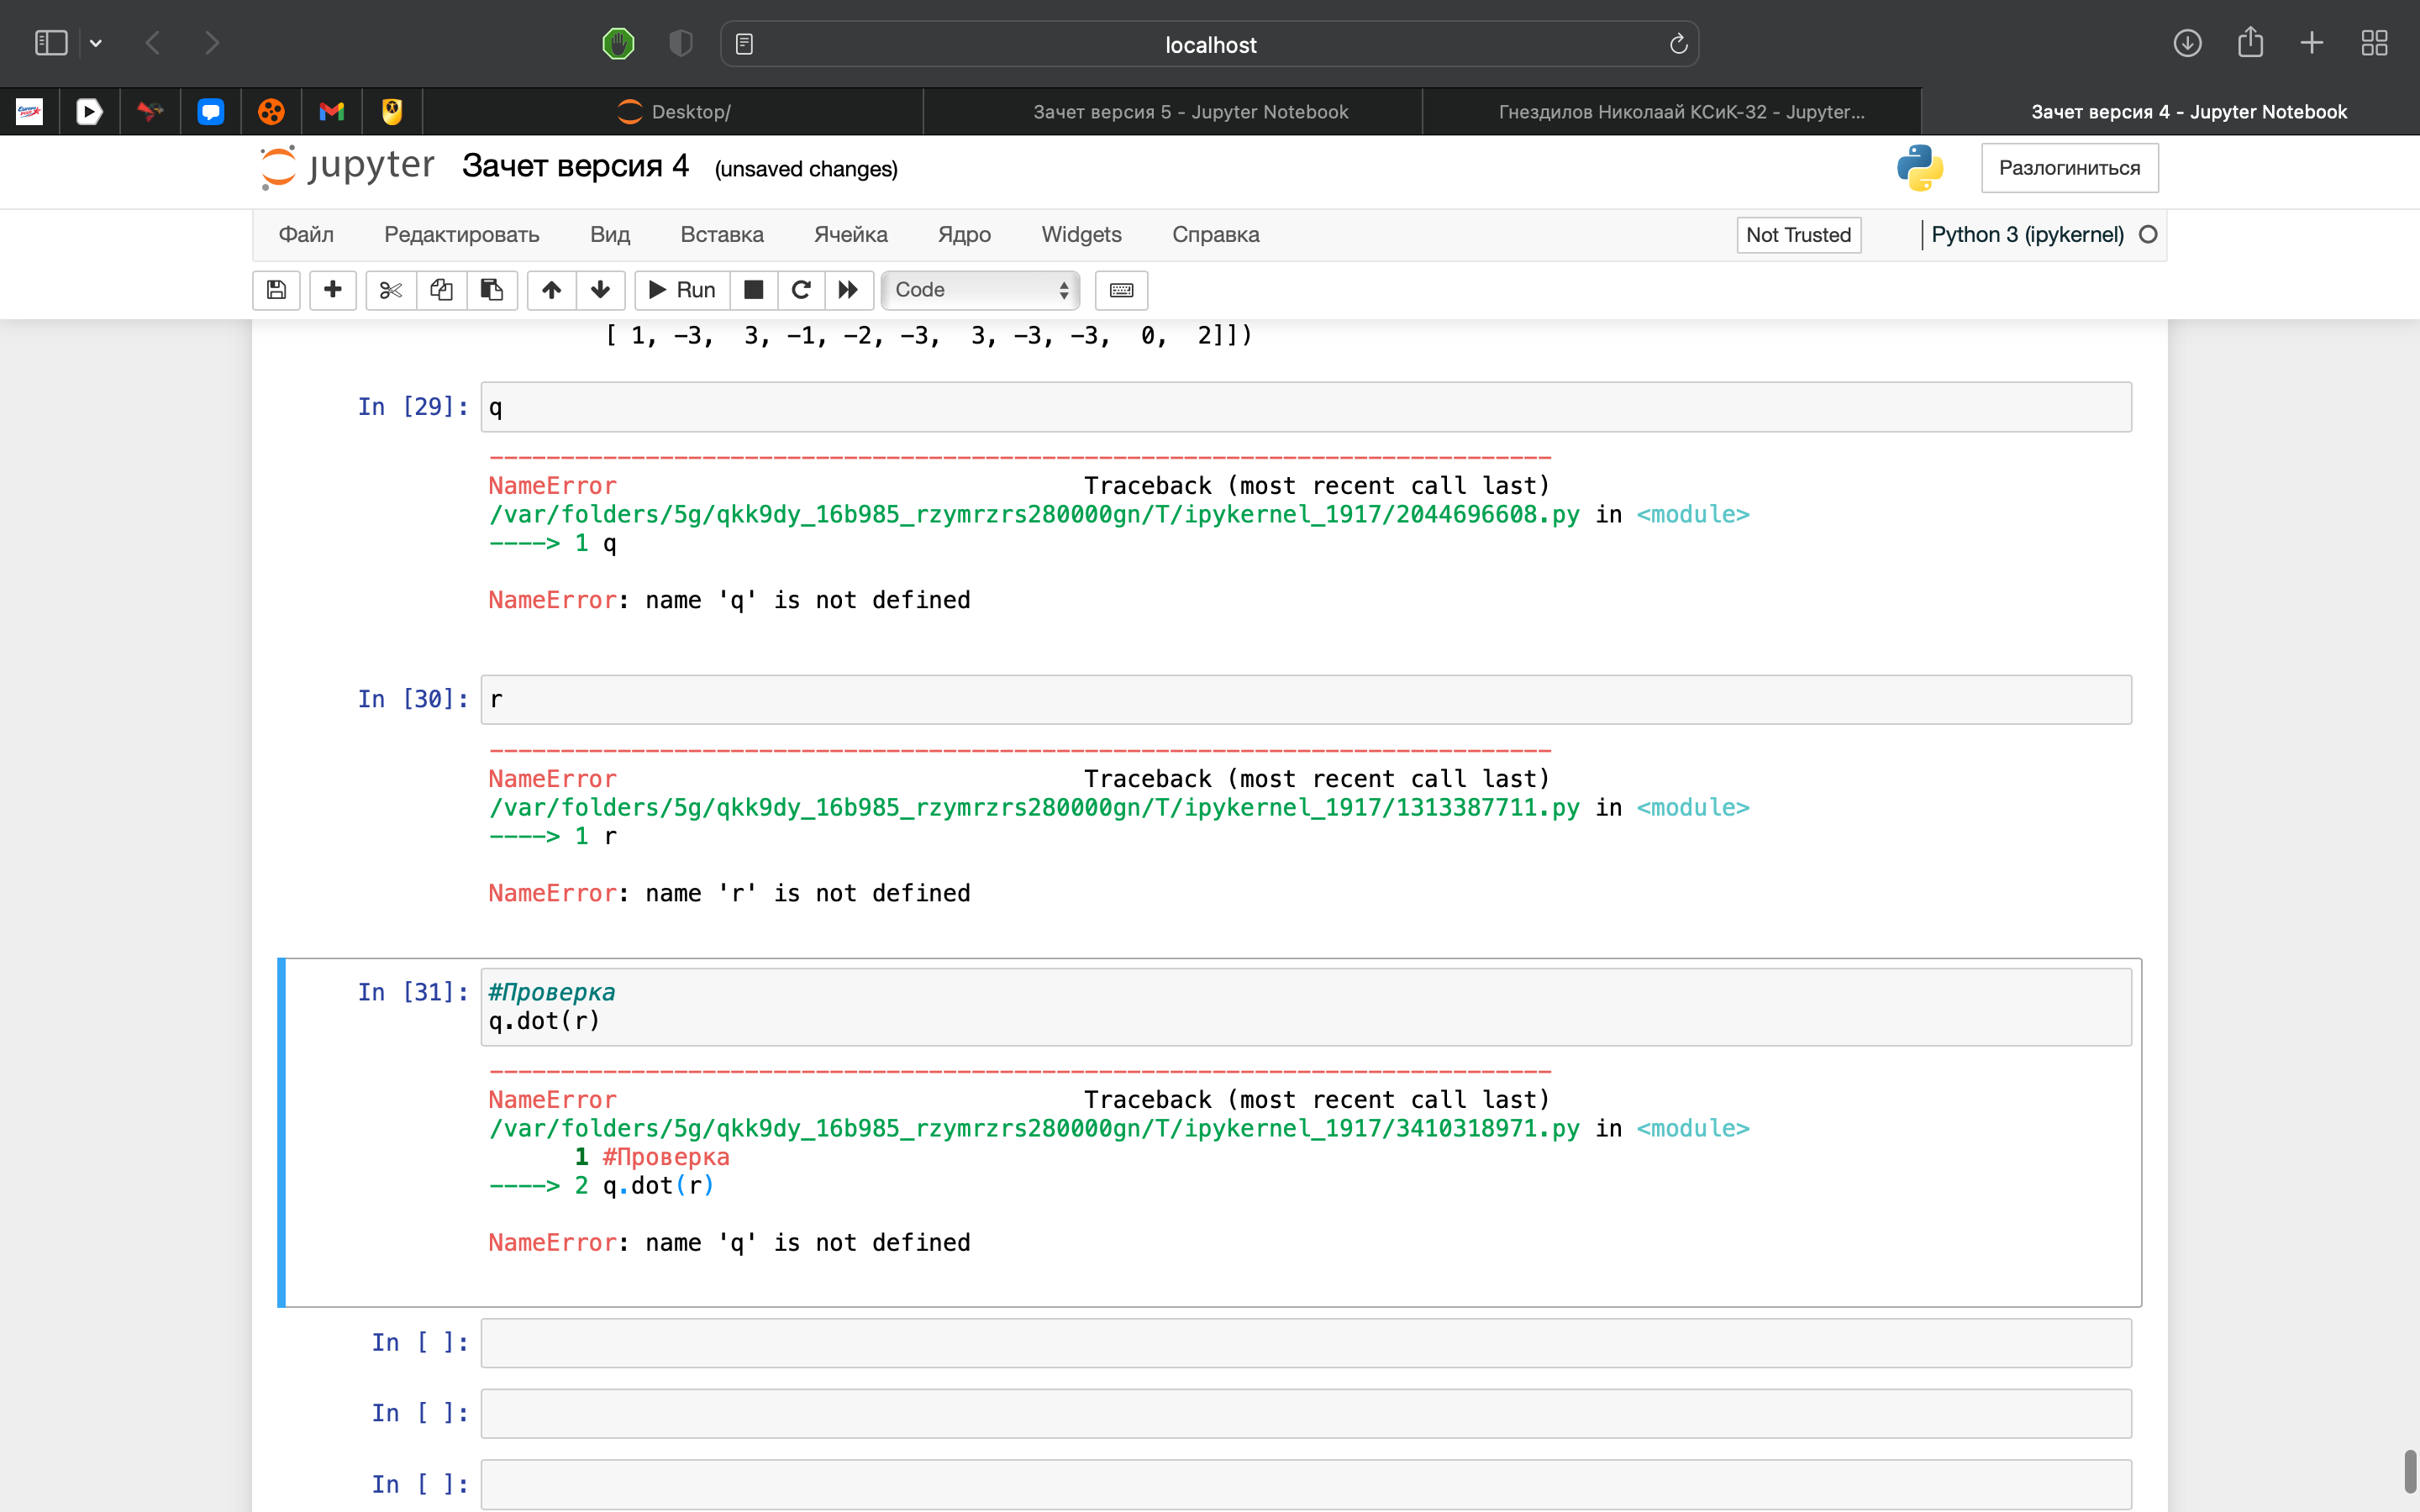 localhost
Desktop/
Зачет версия 5 - Jupyter Notebook
Гнездилов Николаай КСиК-32 - Jupyter...
Зачет версия 4 - Jupyter Notebook
jupyter Зачет версия 4 (unsaved changes)
Разлогиниться
Файл Редактировать Вид Вставка Ячейка Ядро Widgets Справка
Not Trusted
Python 3 (ipykernel)
Run Code
[ 1, -3,  3, -1, -2, -3,  3, -3, -3,  0,  2]])
In [29]: q
---------------------------------------------------------------------------
NameError Traceback (most recent call last)
/var/folders/5g/qkk9dy_16b985_rzymrzrs280000gn/T/ipykernel_1917/2044696608.py in <module>
----> 1 q
NameError: name 'q' is not defined
In [30]: r
---------------------------------------------------------------------------
NameError Traceback (most recent call last)
/var/folders/5g/qkk9dy_16b985_rzymrzrs280000gn/T/ipykernel_1917/1313387711.py in <module>
----> 1 r
NameError: name 'r' is not defined
In [31]: #Проверка
q.dot(r)
---------------------------------------------------------------------------
NameError Traceback (most recent call last)
/var/folders/5g/qkk9dy_16b985_rzymrzrs280000gn/T/ipykernel_1917/3410318971.py in <module>
1 #Проверка
----> 2 q.dot(r)
NameError: name 'q' is not defined
In [ ]:
In [ ]:
In [ ]: